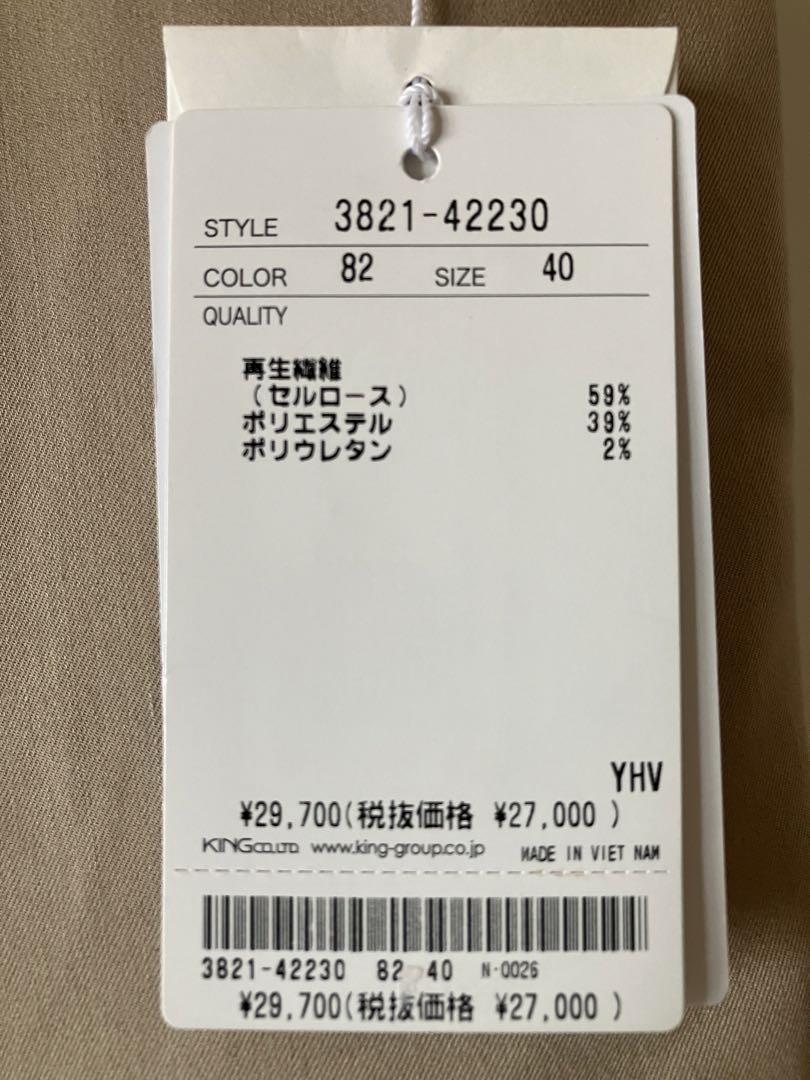 STYLE 3821-42230
COLOR 82 SIZE 40
QUALITY
再生繊維
(セルロース) 59%
ポリエステル 39%
ポリウレタン 2%
YHV
¥29,700(税抜価格 ¥27,000 )
KING CO.,LTD www.king-group.co.jp MADE IN VIET NAM
3821-42230 82 40 N-0026
¥29,700(税抜価格 ¥27,000 )